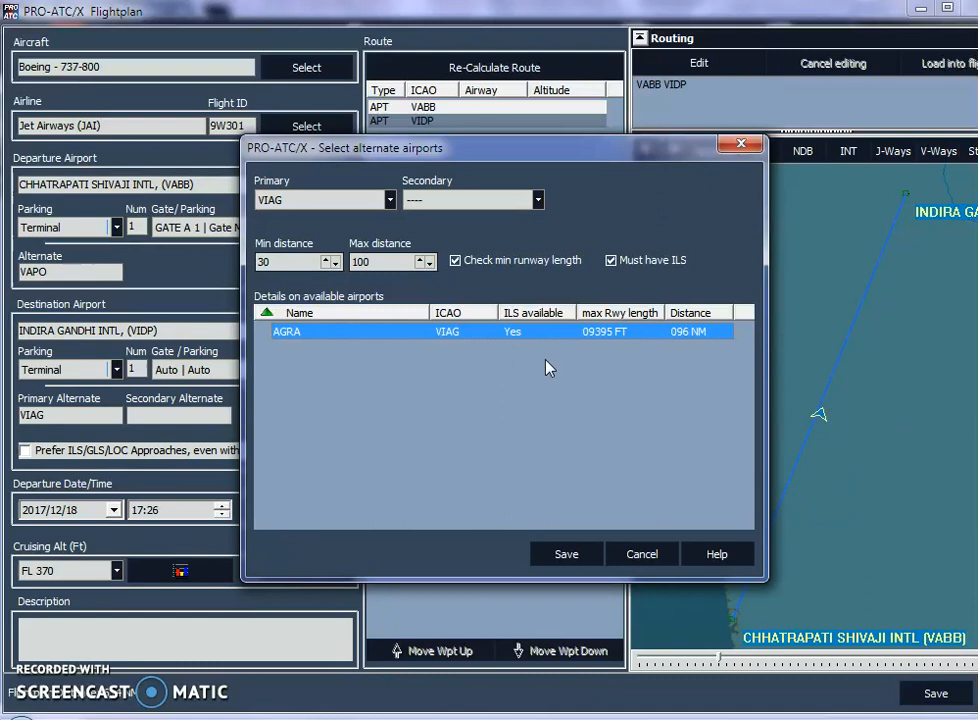 PRO ATC PRO-ATC/X Flightplan
Aircraft
Boeing - 737-800
Select
Airline
Flight ID
Jet Airways (JAI)
9W301
Select
Departure Airport
CHHATRAPATI SHIVAJI INTL, (VABB)
Parking
Num
Gate/ Parking
Terminal
1
GATE A 1 | Gate
Alternate
VAPO
Destination Airport
INDIRA GANDHI INTL, (VIDP)
Parking
Num
Gate / Parking
Terminal
1
Auto | Auto
Primary Alternate
Secondary Alternate
VIAG
Prefer ILS/GLS/LOC Approaches, even with
Departure Date/Time
2017/12/18
17:26
Cruising Alt (Ft)
FL 370
Description
Route
Re-Calculate Route
Type ICAO Airway Altitude
APT VABB
APT VIDP
Move Wpt Up
Move Wpt Down
Routing
Edit
Cancel editing
Load into
VABB VIDP
NDB INT J-Ways V-Ways
INDIRA
CHHATRAPATI SHIVAJI INTL (VABB)
Save
PRO-ATC/X - Select alternate airports
X
Primary
Secondary
VIAG
----
Min distance
Max distance
30
100
Check min runway length
Must have ILS
Details on available airports
Name ICAO ILS available max Rwy length Distance
AGRA VIAG Yes 09395 FT 096 NM
Save
Cancel
Help
RECORDED WITH
SCREENCAST MATIC